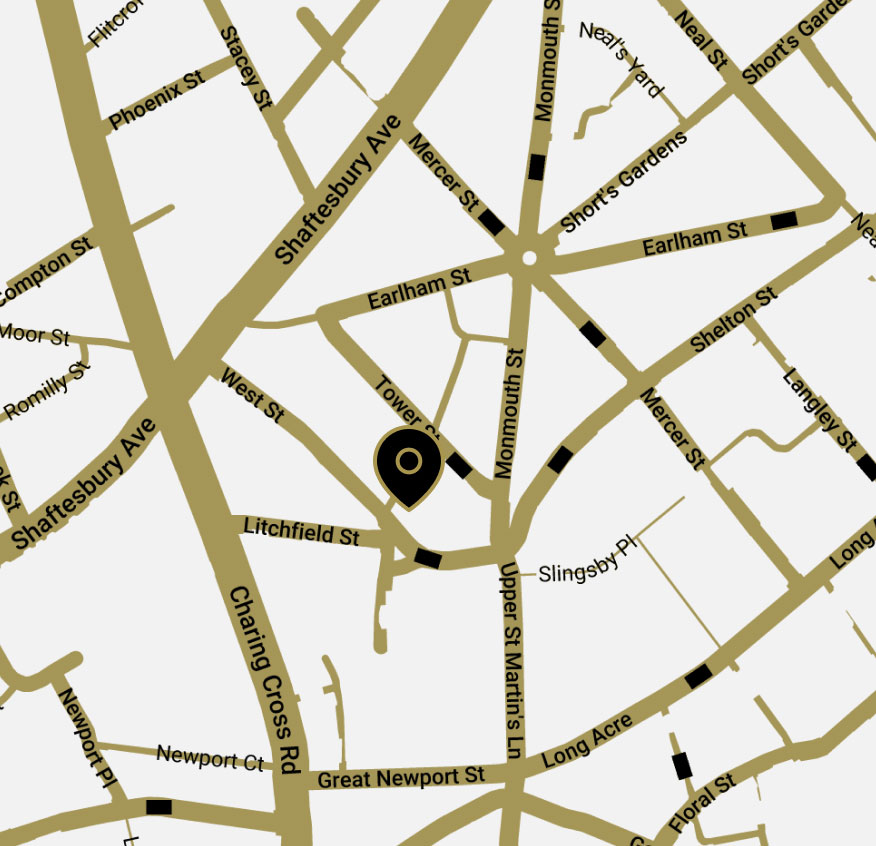 Flitcrof
Stacey St
Monmouth S
Neal's Yard
Neal St
Short's Garde
Phoenix St
Shaftesbury Ave
Mercer St
Short's Gardens
Earlham St
Nea
Compton St
Earlham St
Moor St
Shelton St
Romilly St
West St
Tower St
Monmouth St
Mercer St
Langley St
Shaftesbury Ave
k St
Litchfield St
Slingsby Pl
Long A
Upper St Martin's Ln
Charing Cross Rd
Newport Pl
Newport Ct
Great Newport St
Long Acre
Floral St